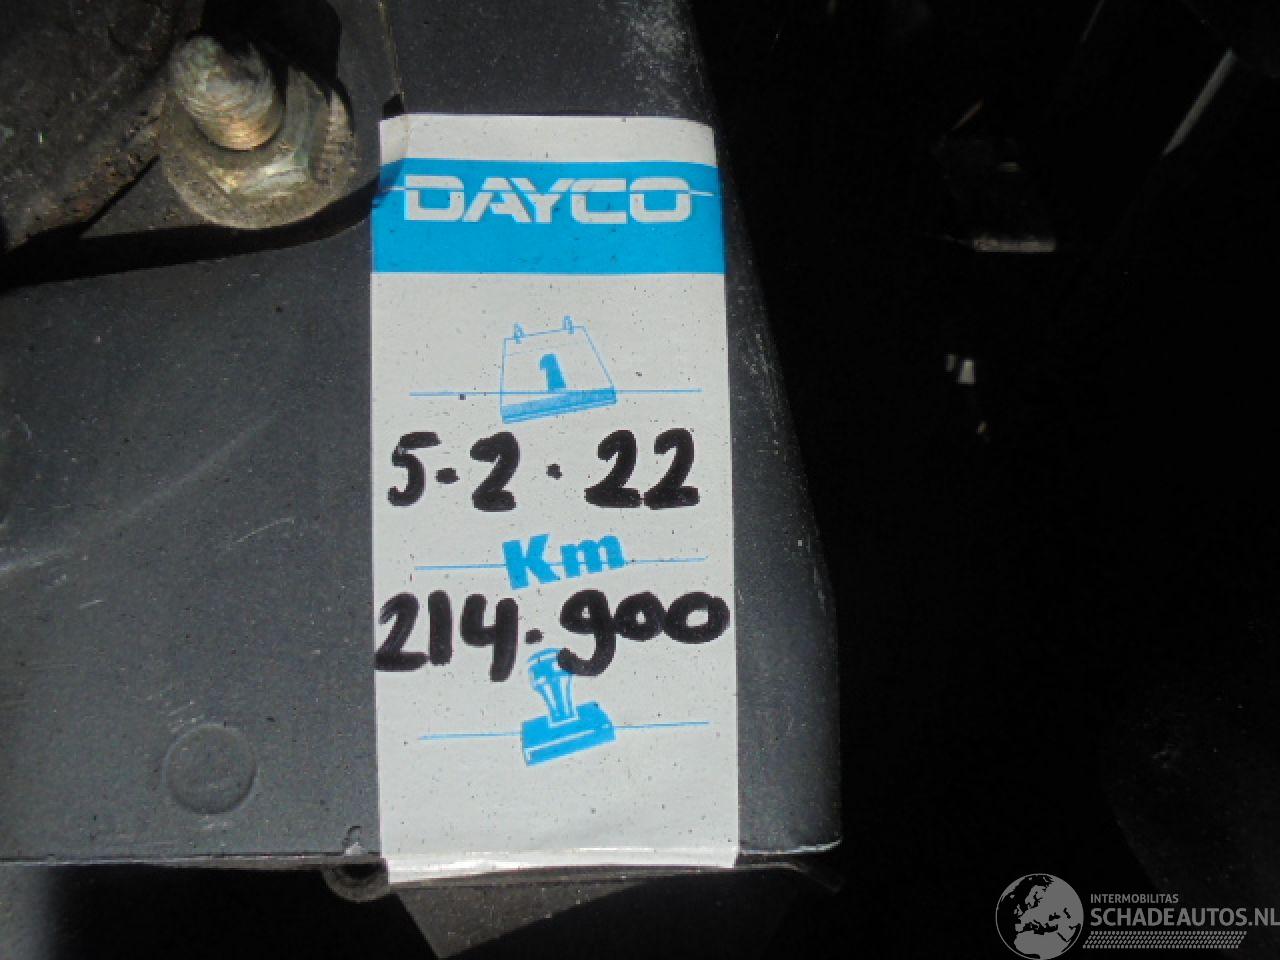 DAYCO
1
5-2.22
Km
214.900
INTERMOBILITAS
SCHADEAUTOS.NL